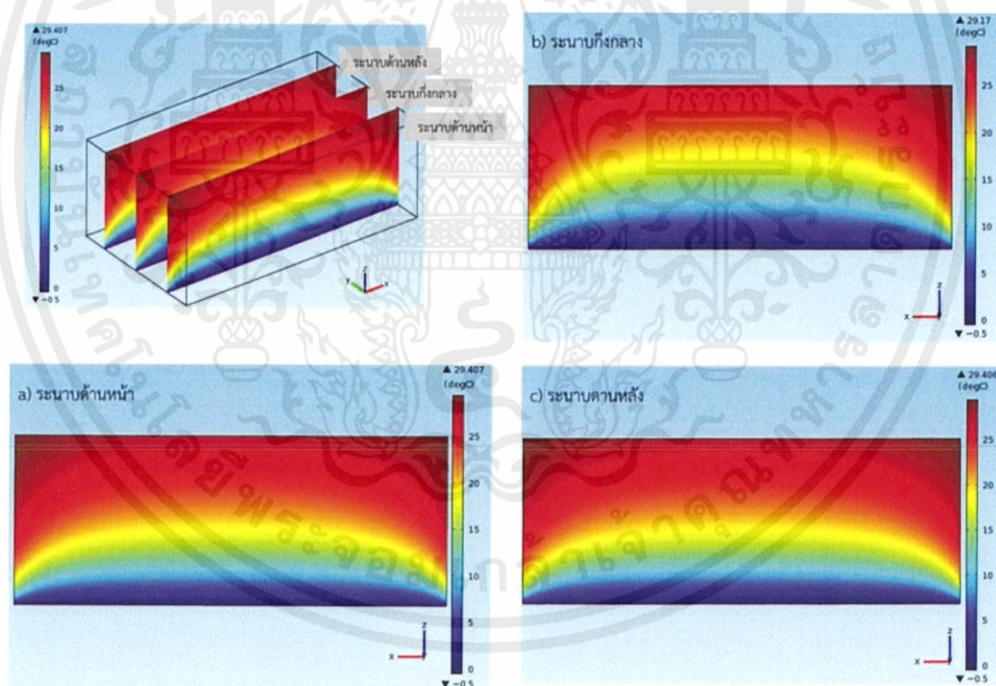 ▲ 29.407
(degC)
25
20
15
10
5
0
▼ -0.5
ระนาบด้านหลัง
ระนาบกึ่งกลาง
ระนาบด้านหน้า
z
y
x
b) ระนาบกึ่งกลาง
▲ 29.17
(degC)
25
20
15
10
5
0
▼ -0.5
z
x
a) ระนาบด้านหน้า
▲ 29.407
(degC)
25
20
15
10
5
0
▼ -0.5
z
x
c) ระนาบดานหลัง
▲ 29.406
(degC)
25
20
15
10
5
0
▼ -0.5
z
x